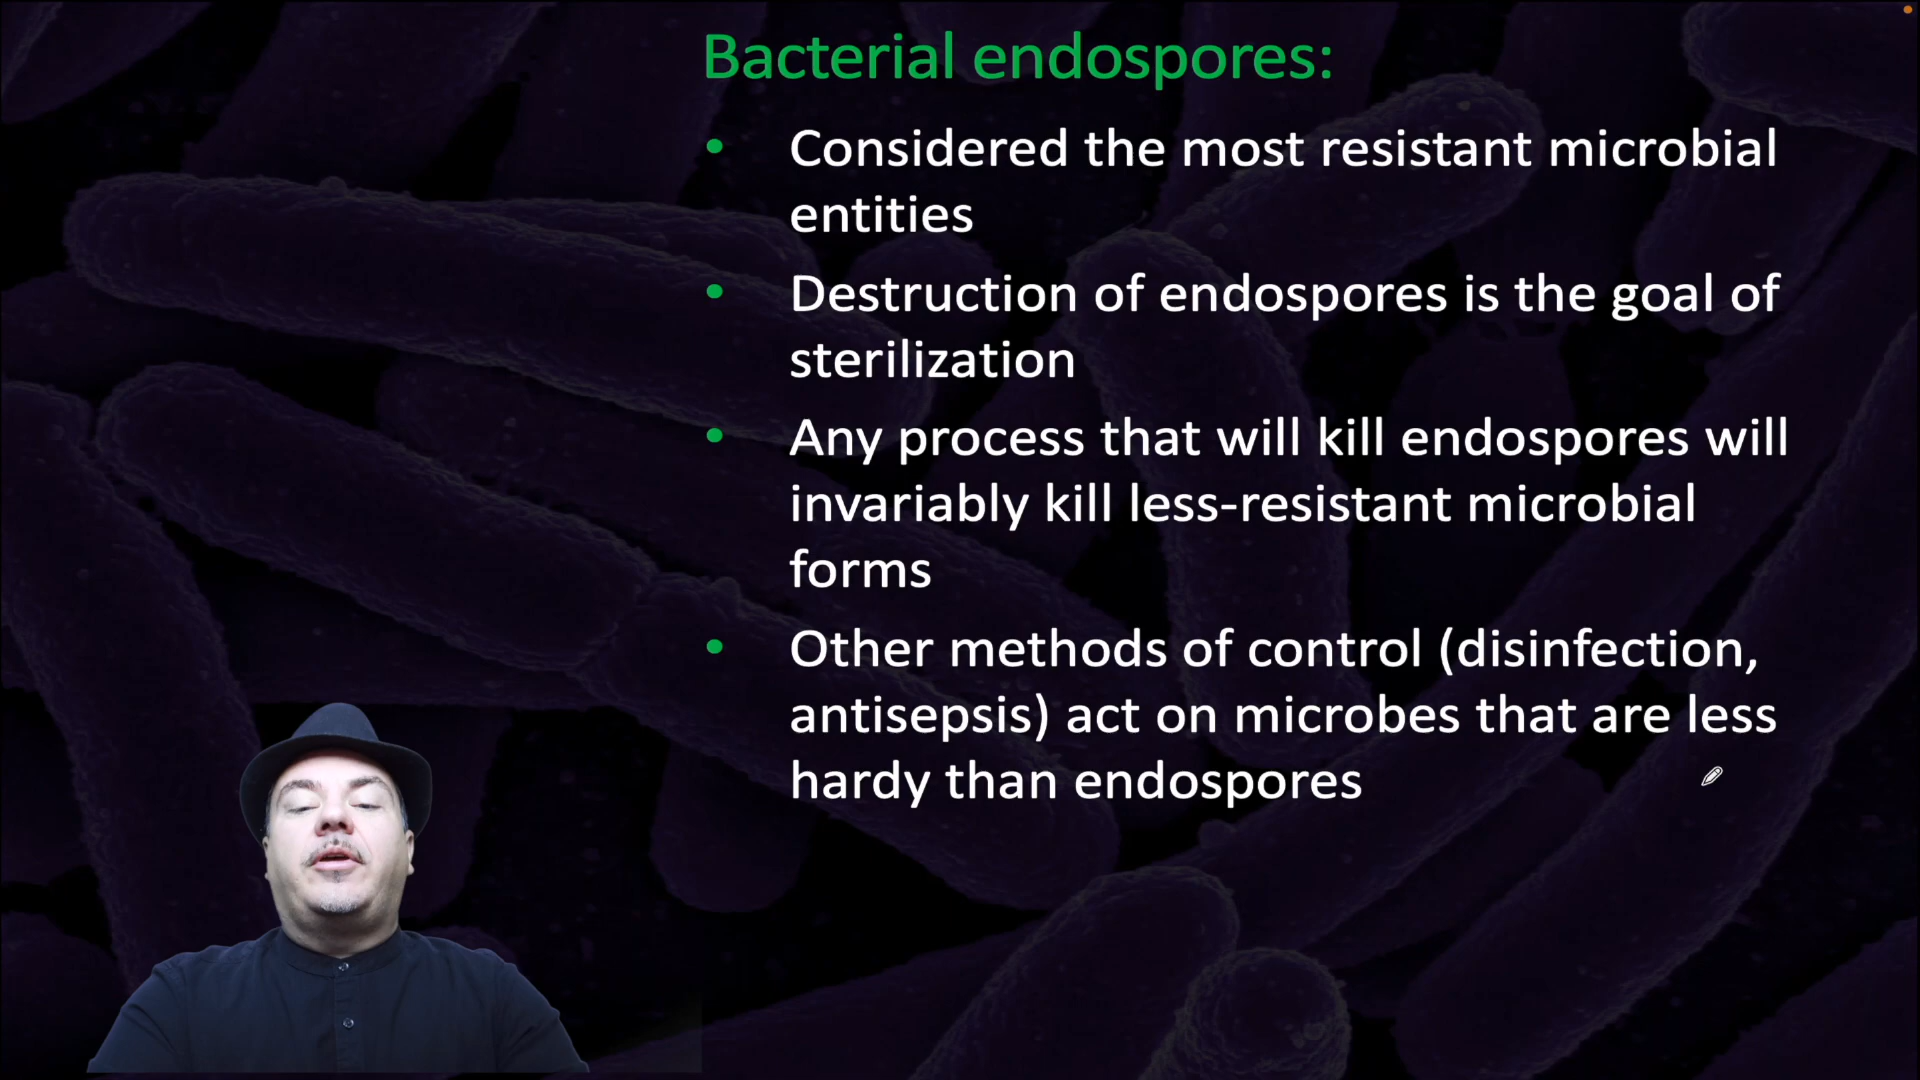 Bacterial endospores:
• Considered the most resistant microbial
entities
• Destruction of endospores is the goal of
sterilization
• Any process that will kill endospores will
invariably kill less-resistant microbial
forms
• Other methods of control (disinfection,
antisepsis) act on microbes that are less
hardy than endospores